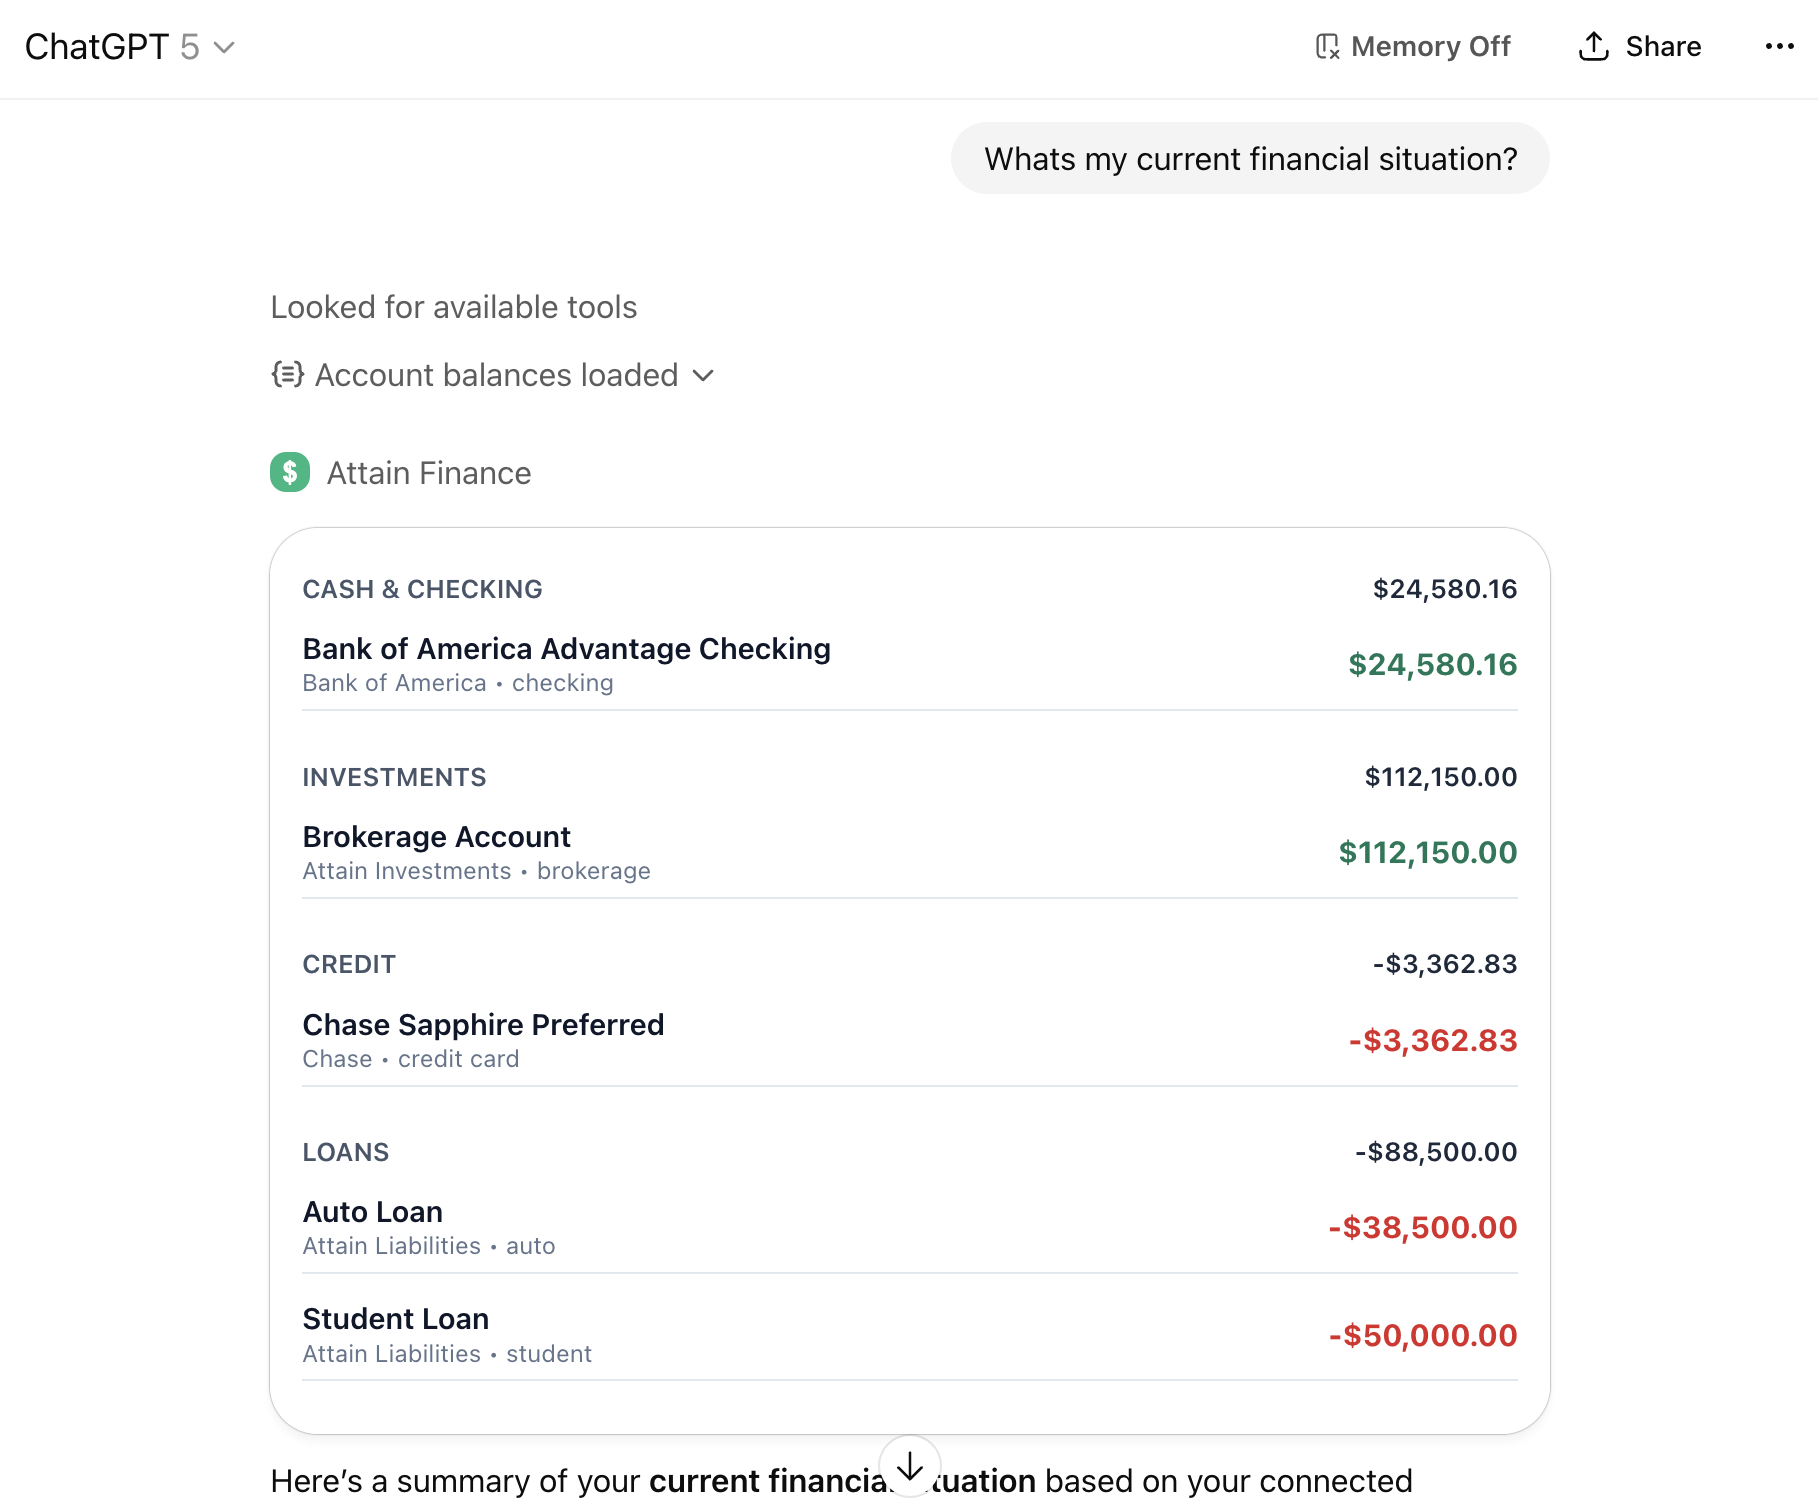 ChatGPT 5
Memory Off
Share
Whats my current financial situation?
Looked for available tools
Account balances loaded
$ Attain Finance
CASH & CHECKING $24,580.16
Bank of America Advantage Checking
Bank of America • checking
$24,580.16
INVESTMENTS $112,150.00
Brokerage Account
Attain Investments • brokerage
$112,150.00
CREDIT -$3,362.83
Chase Sapphire Preferred
Chase • credit card
-$3,362.83
LOANS -$88,500.00
Auto Loan
Attain Liabilities • auto
-$38,500.00
Student Loan
Attain Liabilities • student
-$50,000.00
Here’s a summary of your current based on your connected